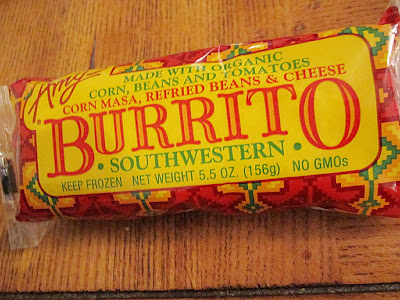 Amy's
MADE WITH ORGANIC
CORN, BEANS AND TOMATOES
CORN MASA, REFRIED BEANS & CHEESE
BURRITO
• SOUTHWESTERN •
KEEP FROZEN NET WEIGHT 5.5 OZ. (156g) NO GMOs